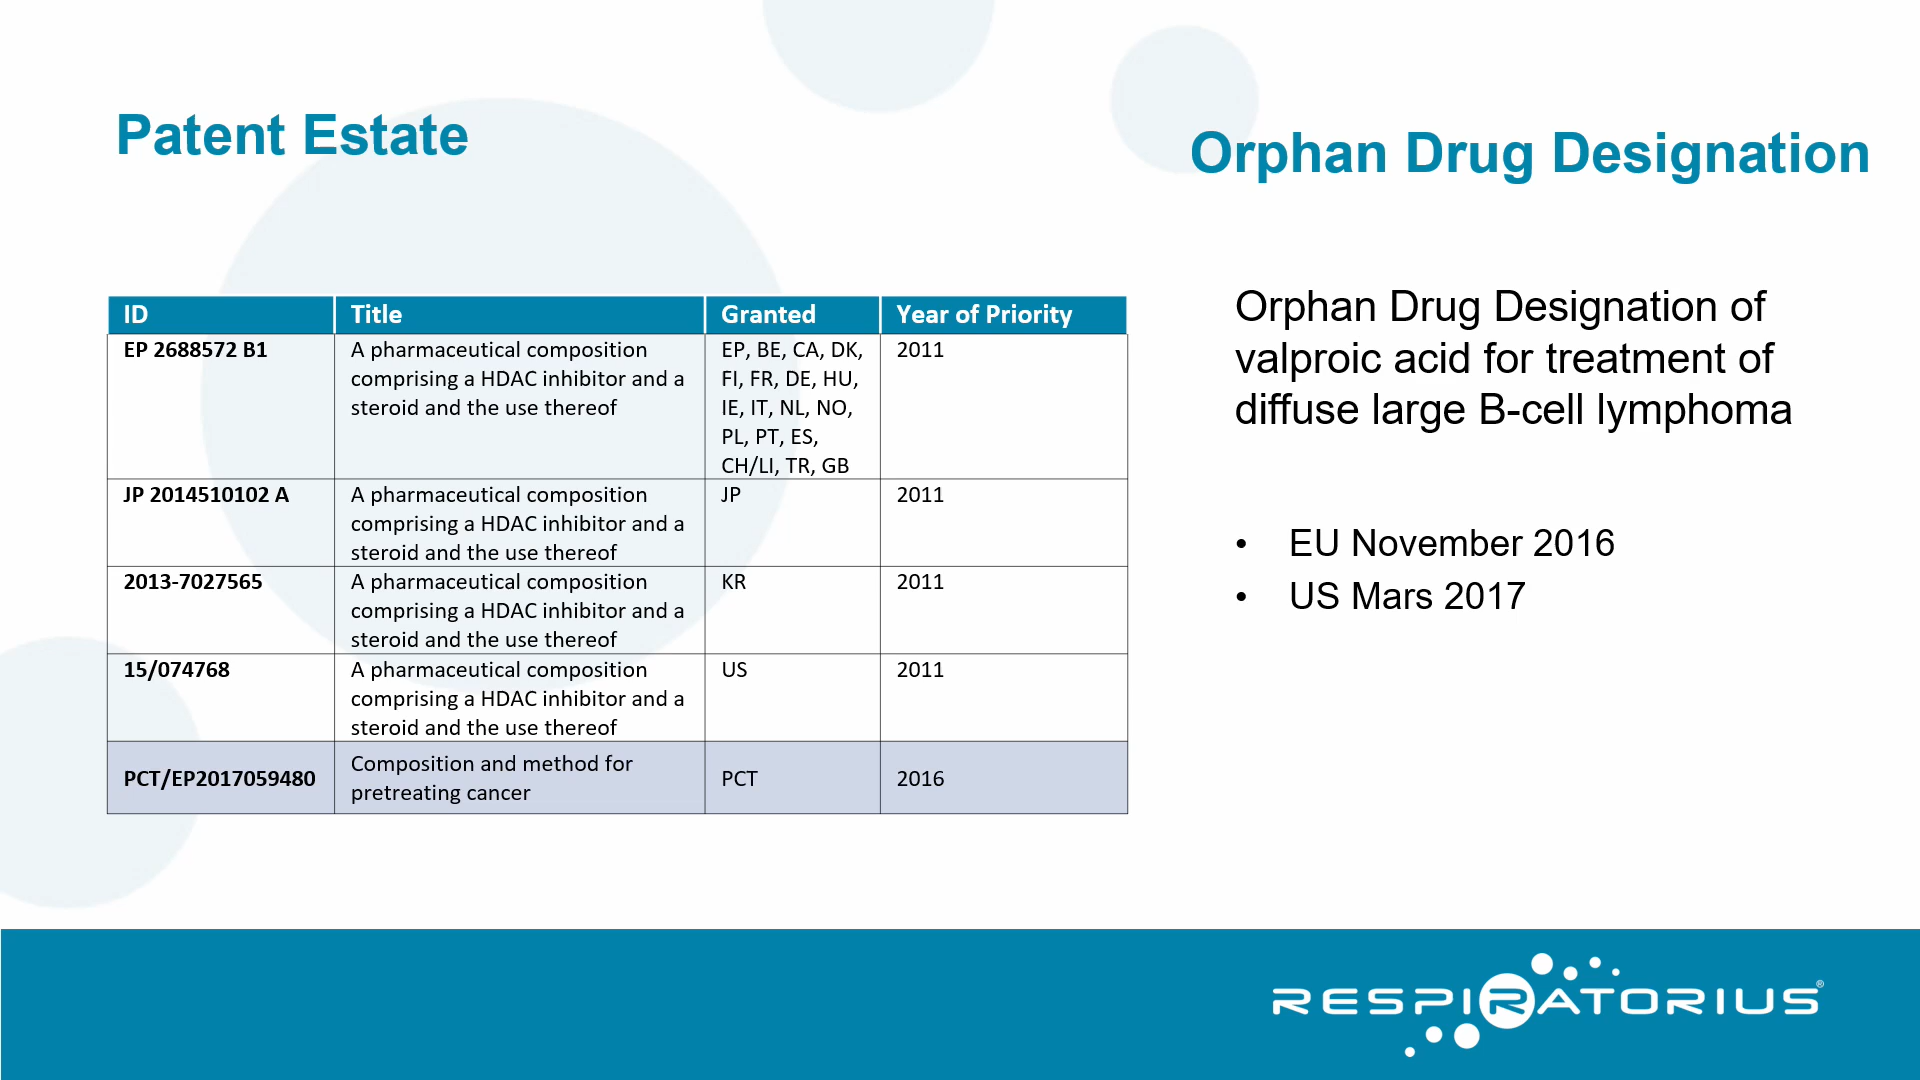 Patent Estate
Orphan Drug Designation
ID Title Granted Year of Priority
EP 2688572 B1 A pharmaceutical composition EP, BE, CA, DK, 2011
comprising a HDAC inhibitor and a FI, FR, DE, HU,
steroid and the use thereof IE, IT, NL, NO,
PL, PT, ES,
CH/LI, TR, GB
JP 2014510102 A A pharmaceutical composition JP 2011
comprising a HDAC inhibitor and a
steroid and the use thereof
2013-7027565 A pharmaceutical composition KR 2011
comprising a HDAC inhibitor and a
steroid and the use thereof
15/074768 A pharmaceutical composition US 2011
comprising a HDAC inhibitor and a
steroid and the use thereof
PCT/EP2017059480 Composition and method for PCT 2016
pretreating cancer
Orphan Drug Designation of
valproic acid for treatment of
diffuse large B-cell lymphoma
• EU November 2016
• US Mars 2017
RESPIRATORIUS®